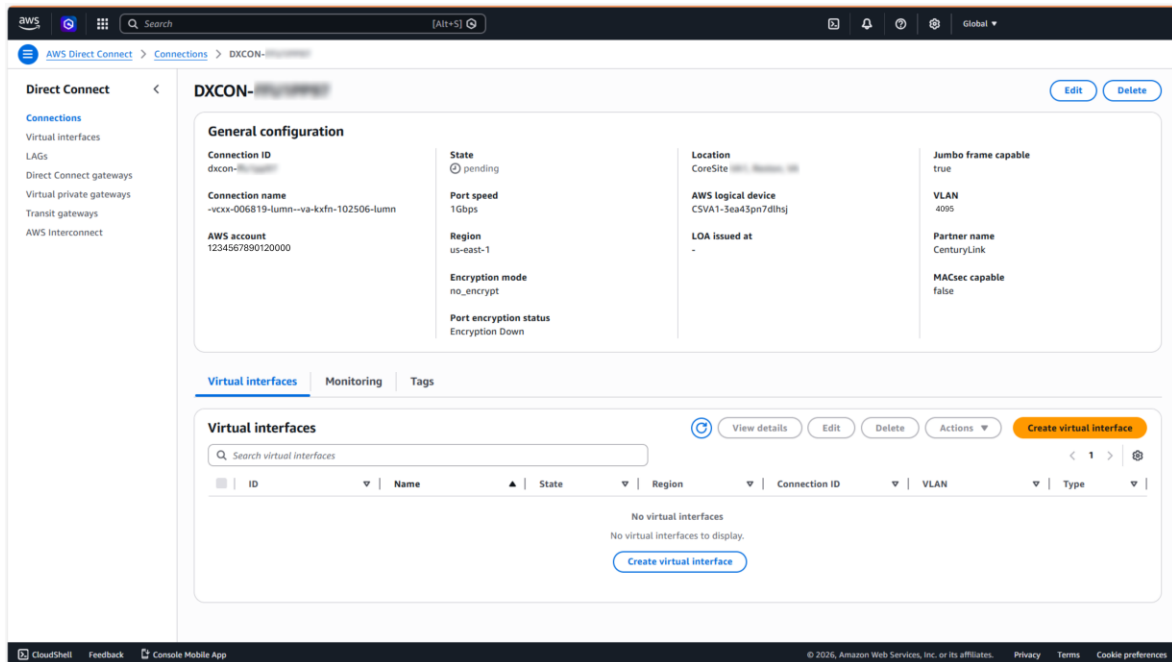 aws
Search
[Alt+S]
Global
AWS Direct Connect > Connections > DXCON-
Direct Connect
Connections
Virtual interfaces
LAGs
Direct Connect gateways
Virtual private gateways
Transit gateways
AWS Interconnect
DXCON-
Edit
Delete
General configuration
Connection ID
dxcon-
Connection name
-vcxx-006819-lumn--va-kxfn-102506-lumn
AWS account
1234567890120000
State
pending
Port speed
1Gbps
Region
us-east-1
Encryption mode
no_encrypt
Port encryption status
Encryption Down
Location
CoreSite
AWS logical device
CSVA1-3ea43pn7dlhsj
LOA issued at
-
Jumbo frame capable
true
VLAN
4095
Partner name
CenturyLink
MACsec capable
false
Virtual interfaces
Monitoring
Tags
Virtual interfaces
View details
Edit
Delete
Actions
Create virtual interface
Search virtual interfaces
1
ID
Name
State
Region
Connection ID
VLAN
Type
No virtual interfaces
No virtual interfaces to display.
Create virtual interface
CloudShell
Feedback
Console Mobile App
© 2026, Amazon Web Services, Inc. or its affiliates.
Privacy
Terms
Cookie preferences